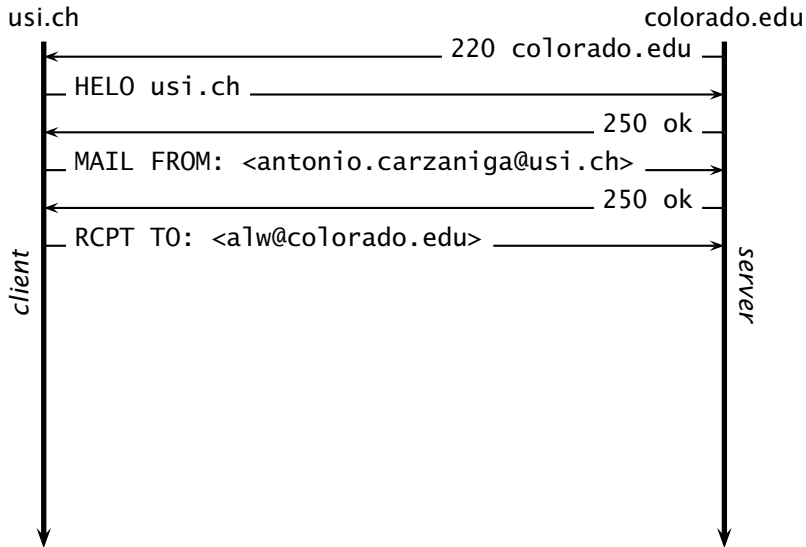 usi.ch
colorado.edu
220 colorado.edu
HELO usi.ch
250 ok
MAIL FROM: <antonio.carzaniga@usi.ch>
250 ok
RCPT TO: <alw@colorado.edu>
client
server